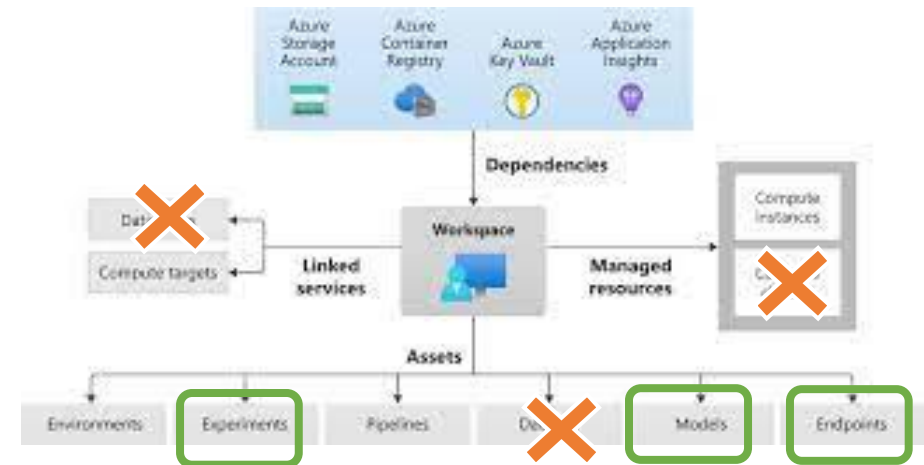 Azure
Storage
Account
Azure
Container
Registry
Azure
Key Vault
Azure
Application
Insights
Dependencies
Workspace
Linked
services
Managed
resources
Compute targets
Compute
instances
Assets
Environments
Experiments
Pipelines
Models
Endpoints